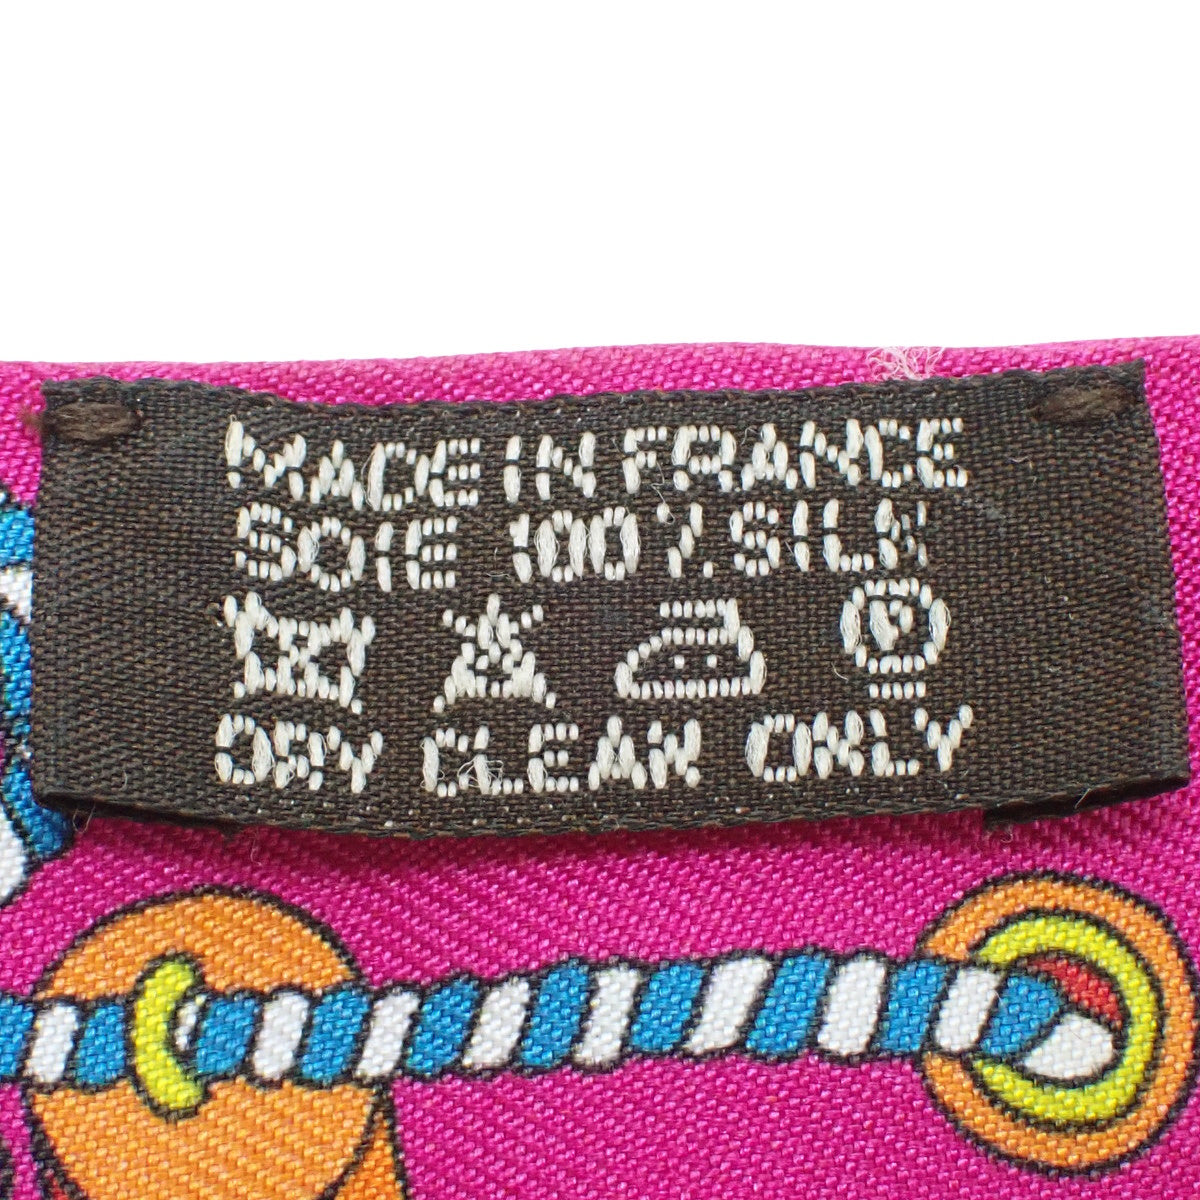 MADE IN FRANCE
SOIE 100 % SILK
P
DRY CLEAN ONLY